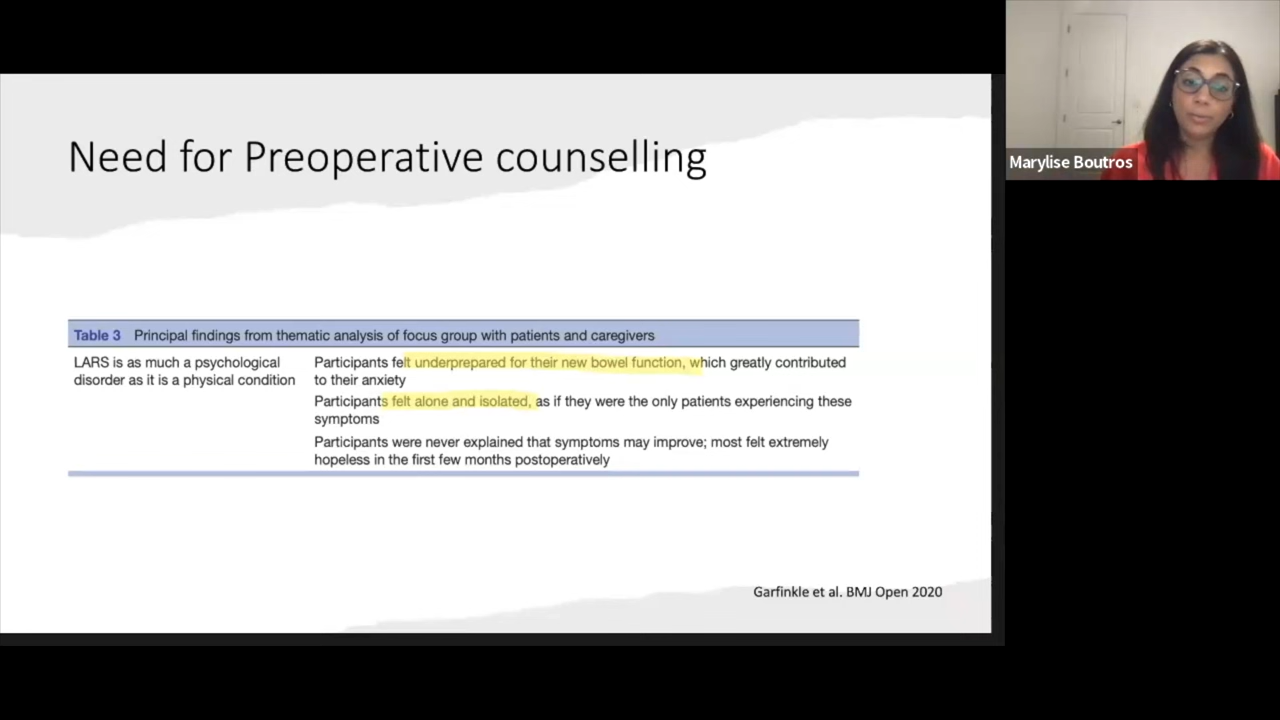 Need for Preoperative counselling
Marylise Boutros
Table 3 Principal findings from thematic analysis of focus group with patients and caregivers
LARS is as much a psychological
disorder as it is a physical condition
Participants felt underprepared for their new bowel function, which greatly contributed
to their anxiety
Participants felt alone and isolated, as if they were the only patients experiencing these
symptoms
Participants were never explained that symptoms may improve; most felt extremely
hopeless in the first few months postoperatively
Garfinkle et al. BMJ Open 2020